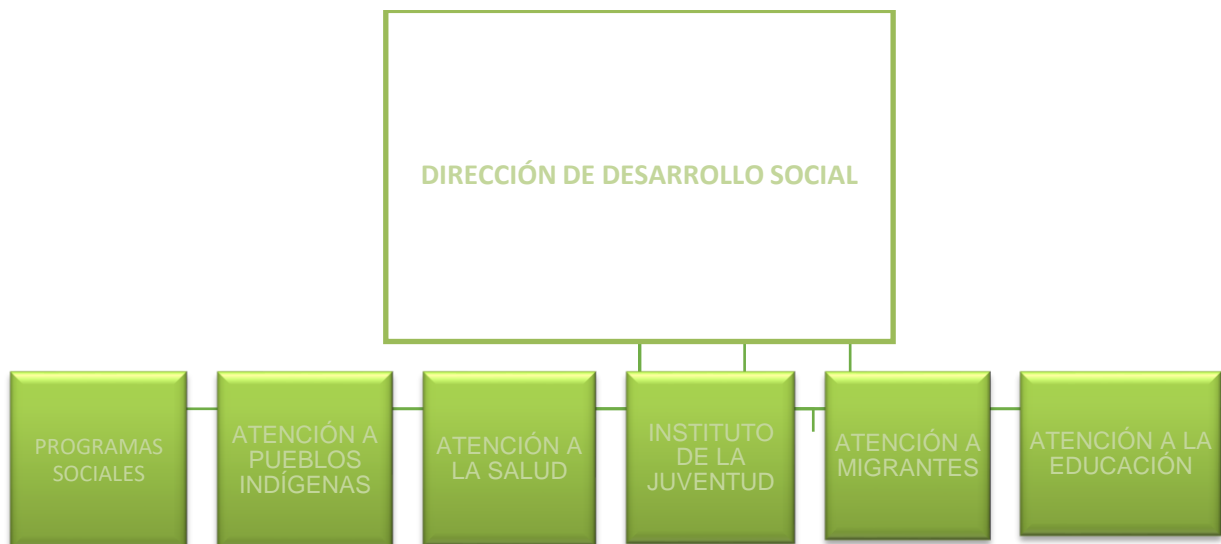 DIRECCIÓN DE DESARROLLO SOCIAL
PROGRAMAS
SOCIALES
ATENCIÓN A
PUEBLOS
INDÍGENAS
ATENCIÓN A
LA SALUD
INSTITUTO
DE LA
JUVENTUD
ATENCIÓN A
MIGRANTES
ATENCIÓN A LA
EDUCACIÓN